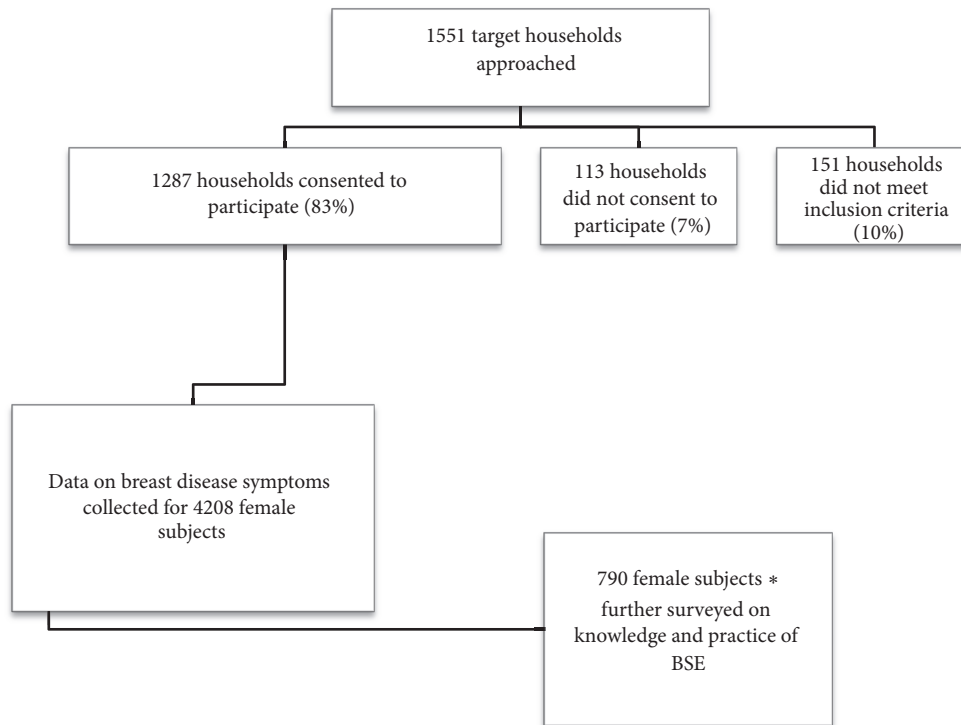 1551 target households
approached
1287 households consented to
participate (83%)
113 households
did not consent to
participate (7%)
151 households
did not meet
inclusion criteria
(10%)
Data on breast disease symptoms
collected for 4208 female
subjects
790 female subjects *
further surveyed on
knowledge and practice of
BSE